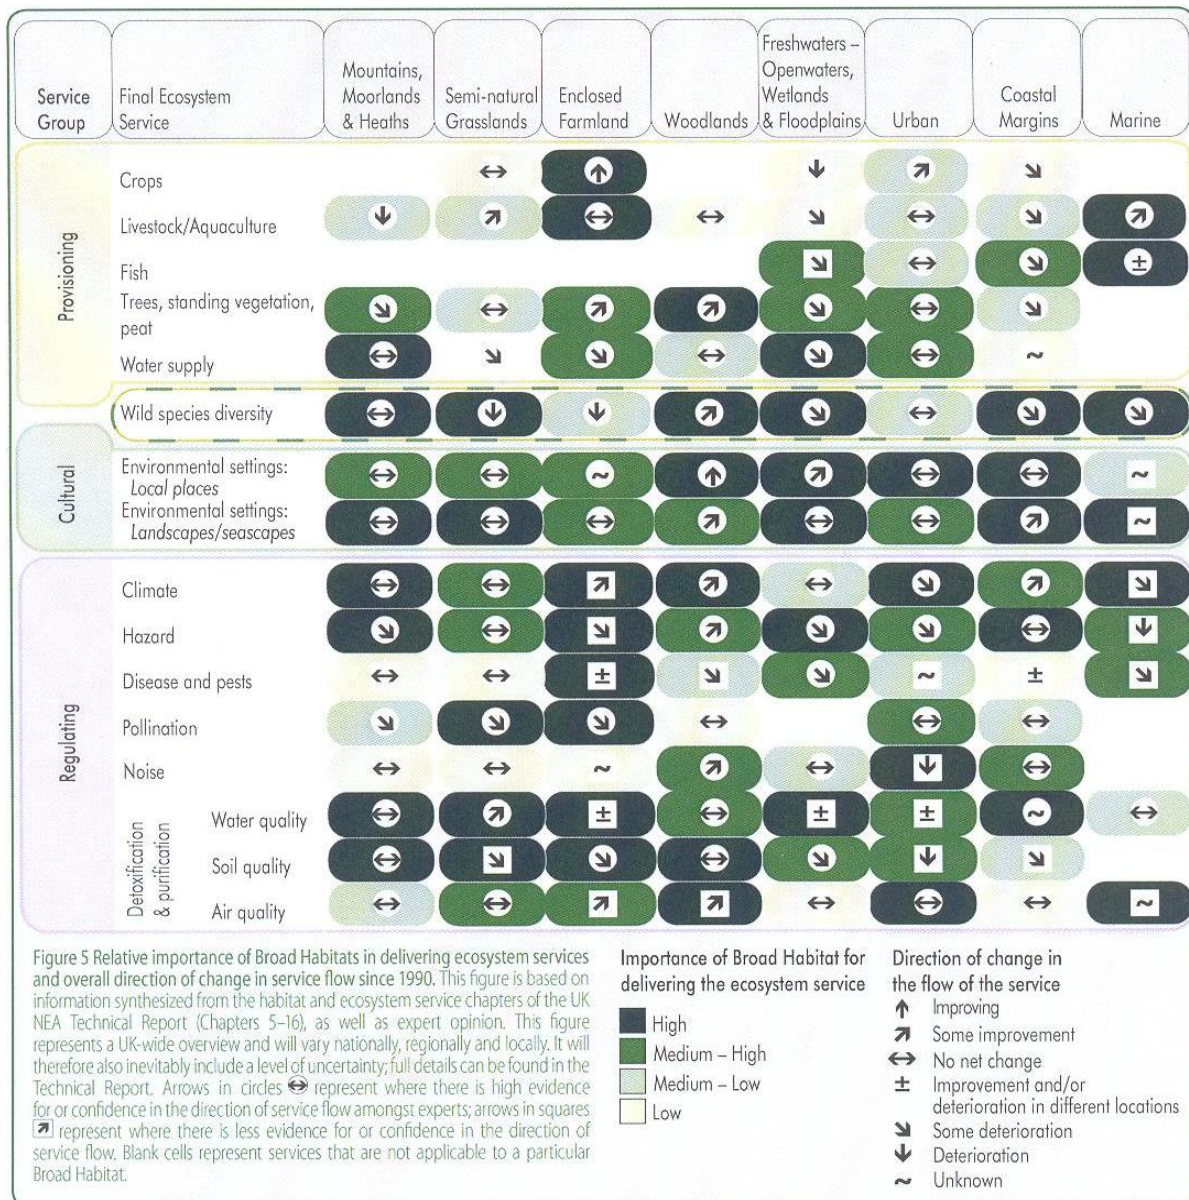 Service Group
Final Ecosystem Service
Mountains, Moorlands & Heaths
Semi-natural Grasslands
Enclosed Farmland
Woodlands
Freshwaters – Openwaters, Wetlands & Floodplains
Urban
Coastal Margins
Marine
Provisioning
Crops
Livestock/Aquaculture
Fish
Trees, standing vegetation,
peat
Water supply
Wild species diversity
Cultural
Environmental settings:
Local places
Environmental settings:
Landscapes/seascapes
Regulating
Climate
Hazard
Disease and pests
Pollination
Noise
Detoxification
& purification
Water quality
Soil quality
Air quality
Figure 5 Relative importance of Broad Habitats in delivering ecosystem services
and overall direction of change in service flow since 1990. This figure is based on
information synthesized from the habitat and ecosystem service chapters of the UK
NEA Technical Report (Chapters 5–16), as well as expert opinion. This figure
represents a UK-wide overview and will vary nationally, regionally and locally. It will
therefore also inevitably include a level of uncertainty; full details can be found in the
Technical Report. Arrows in circles ↔ represent where there is high evidence
for or confidence in the direction of service flow amongst experts; arrows in squares
↗ represent where there is less evidence for or confidence in the direction of
service flow. Blank cells represent services that are not applicable to a particular
Broad Habitat.
Importance of Broad Habitat for
delivering the ecosystem service
High
Medium – High
Medium – Low
Low
Direction of change in
the flow of the service
↑ Improving
↗ Some improvement
↔ No net change
± Improvement and/or
deterioration in different locations
↘ Some deterioration
↓ Deterioration
~ Unknown